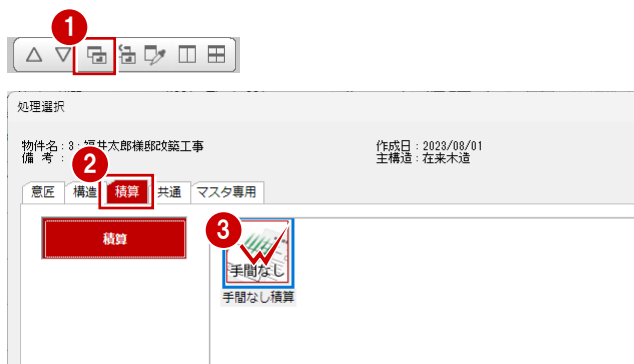 1
処理選択
物件名：3：福井太郎様邸改築工事
作成日：2023/08/01
備 考：
主構造：在来木造
2
意匠 構造 積算 共通 マスタ専用
積算
3
手間なし
手間なし積算